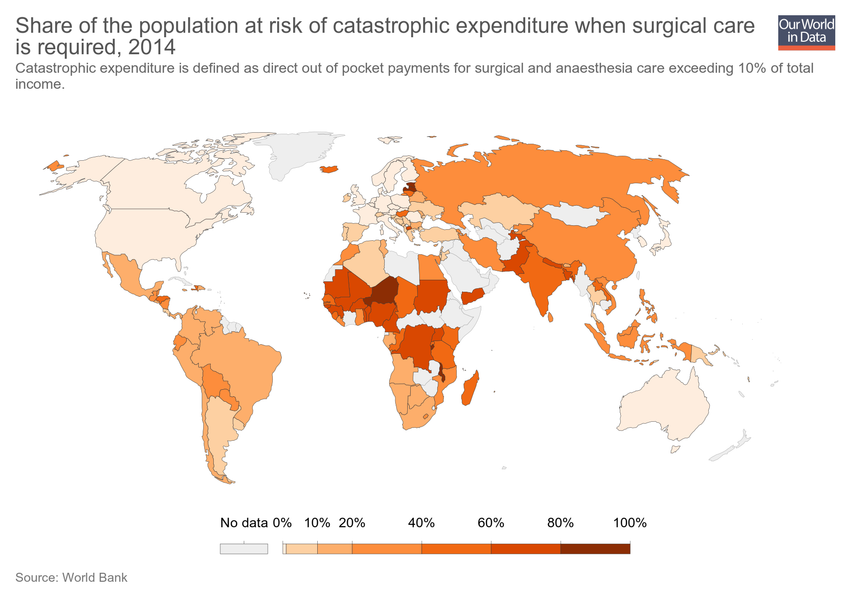 Share of the population at risk of catastrophic expenditure when surgical care
is required, 2014
Our World
in Data
Catastrophic expenditure is defined as direct out of pocket payments for surgical and anaesthesia care exceeding 10% of total
income.
No data 0% 10% 20% 40% 60% 80% 100%
Source: World Bank